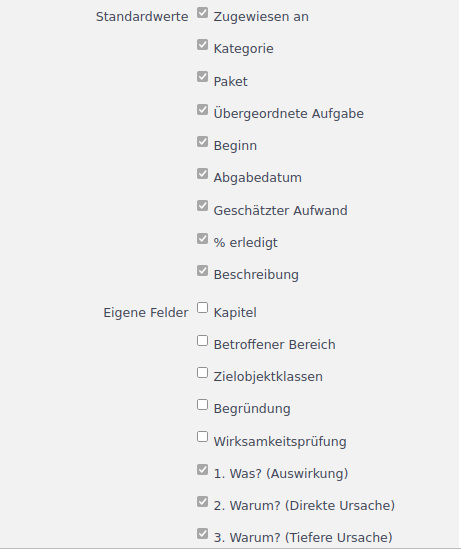 Standardwerte Zugewiesen an
Kategorie
Paket
Übergeordnete Aufgabe
Beginn
Abgabedatum
Geschätzter Aufwand
% erledigt
Beschreibung
Eigene Felder Kapitel
Betroffener Bereich
Zielobjektklassen
Begründung
Wirksamkeitsprüfung
1. Was? (Auswirkung)
2. Warum? (Direkte Ursache)
3. Warum? (Tiefere Ursache)